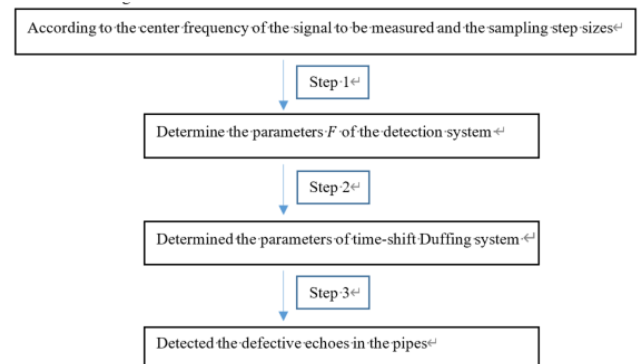 According to the center frequency of the signal to be measured and the sampling step sizes
Step 1
Determine the parameters F of the detection system
Step 2
Determined the parameters of time-shift Duffing system
Step 3
Detected the defective echoes in the pipes